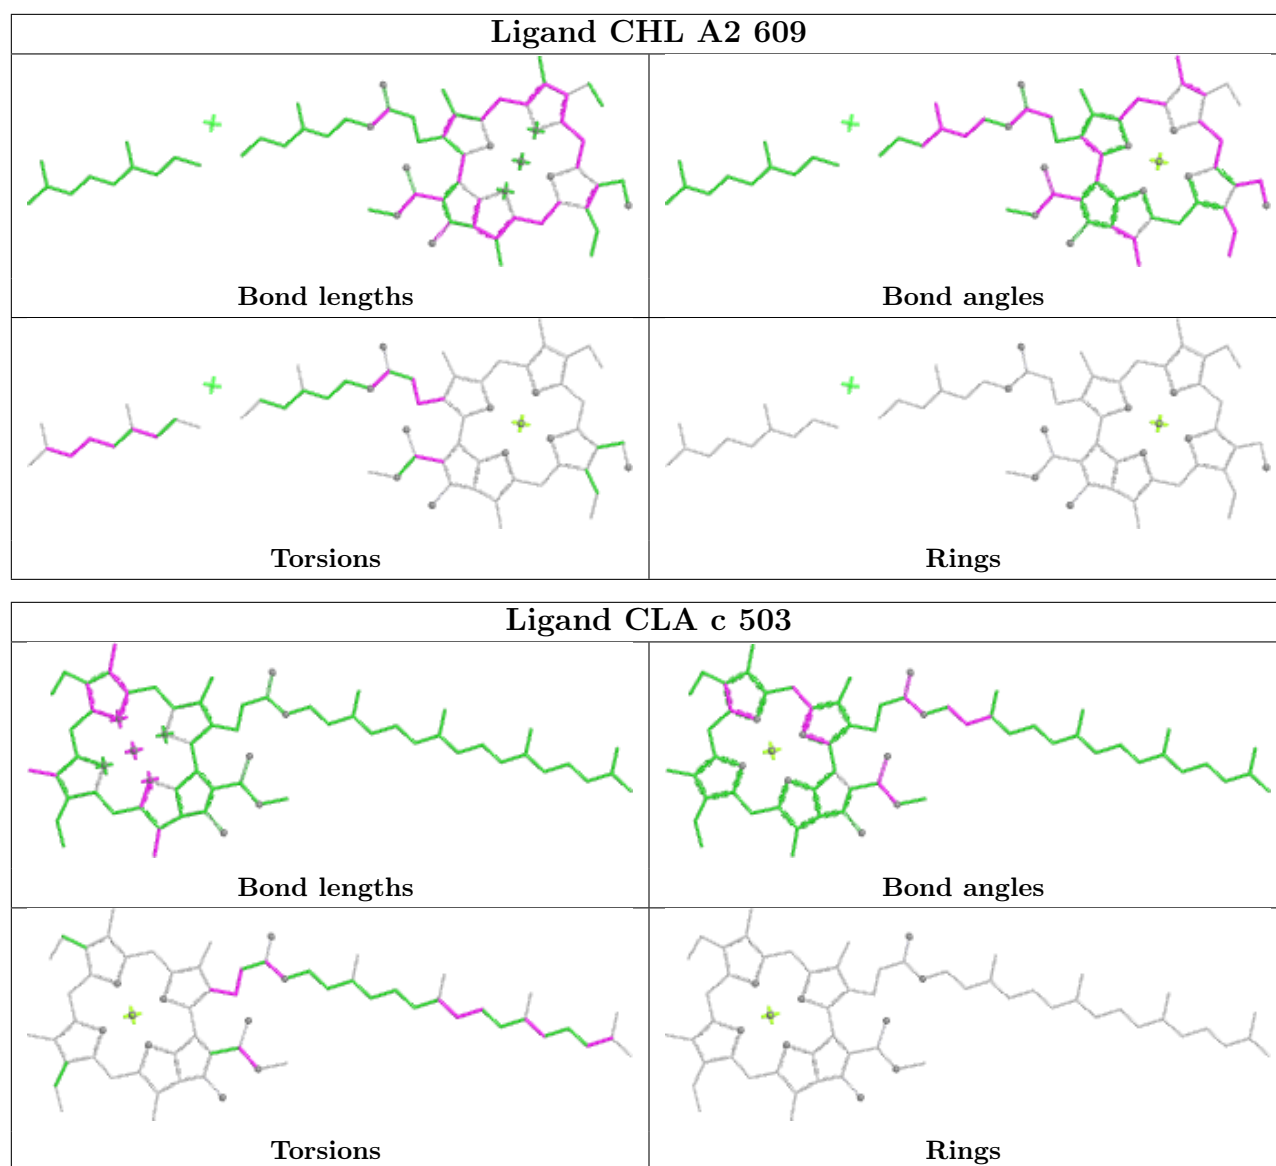 Ligand CHL A2 609
Bond lengths
Bond angles
Torsions
Rings
Ligand CLA c 503
Bond lengths
Bond angles
Torsions
Rings